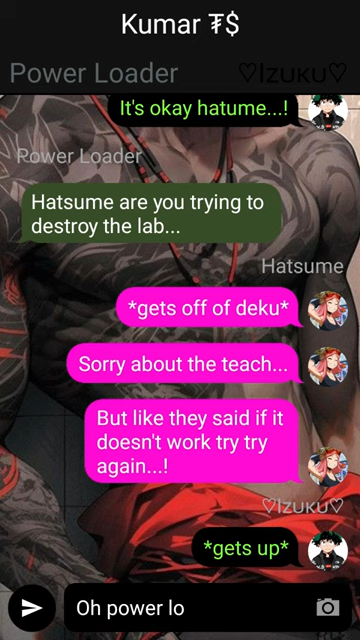 Kumar ₮$
Power Loader
♡Izuku♡
It's okay hatume...!
Power Loader
Hatsume are you trying to
destroy the lab...
Hatsume
*gets off of deku*
Sorry about the teach...
But like they said if it
doesn't work try try
again...!
♡Izuku♡
*gets up*
Oh power lo